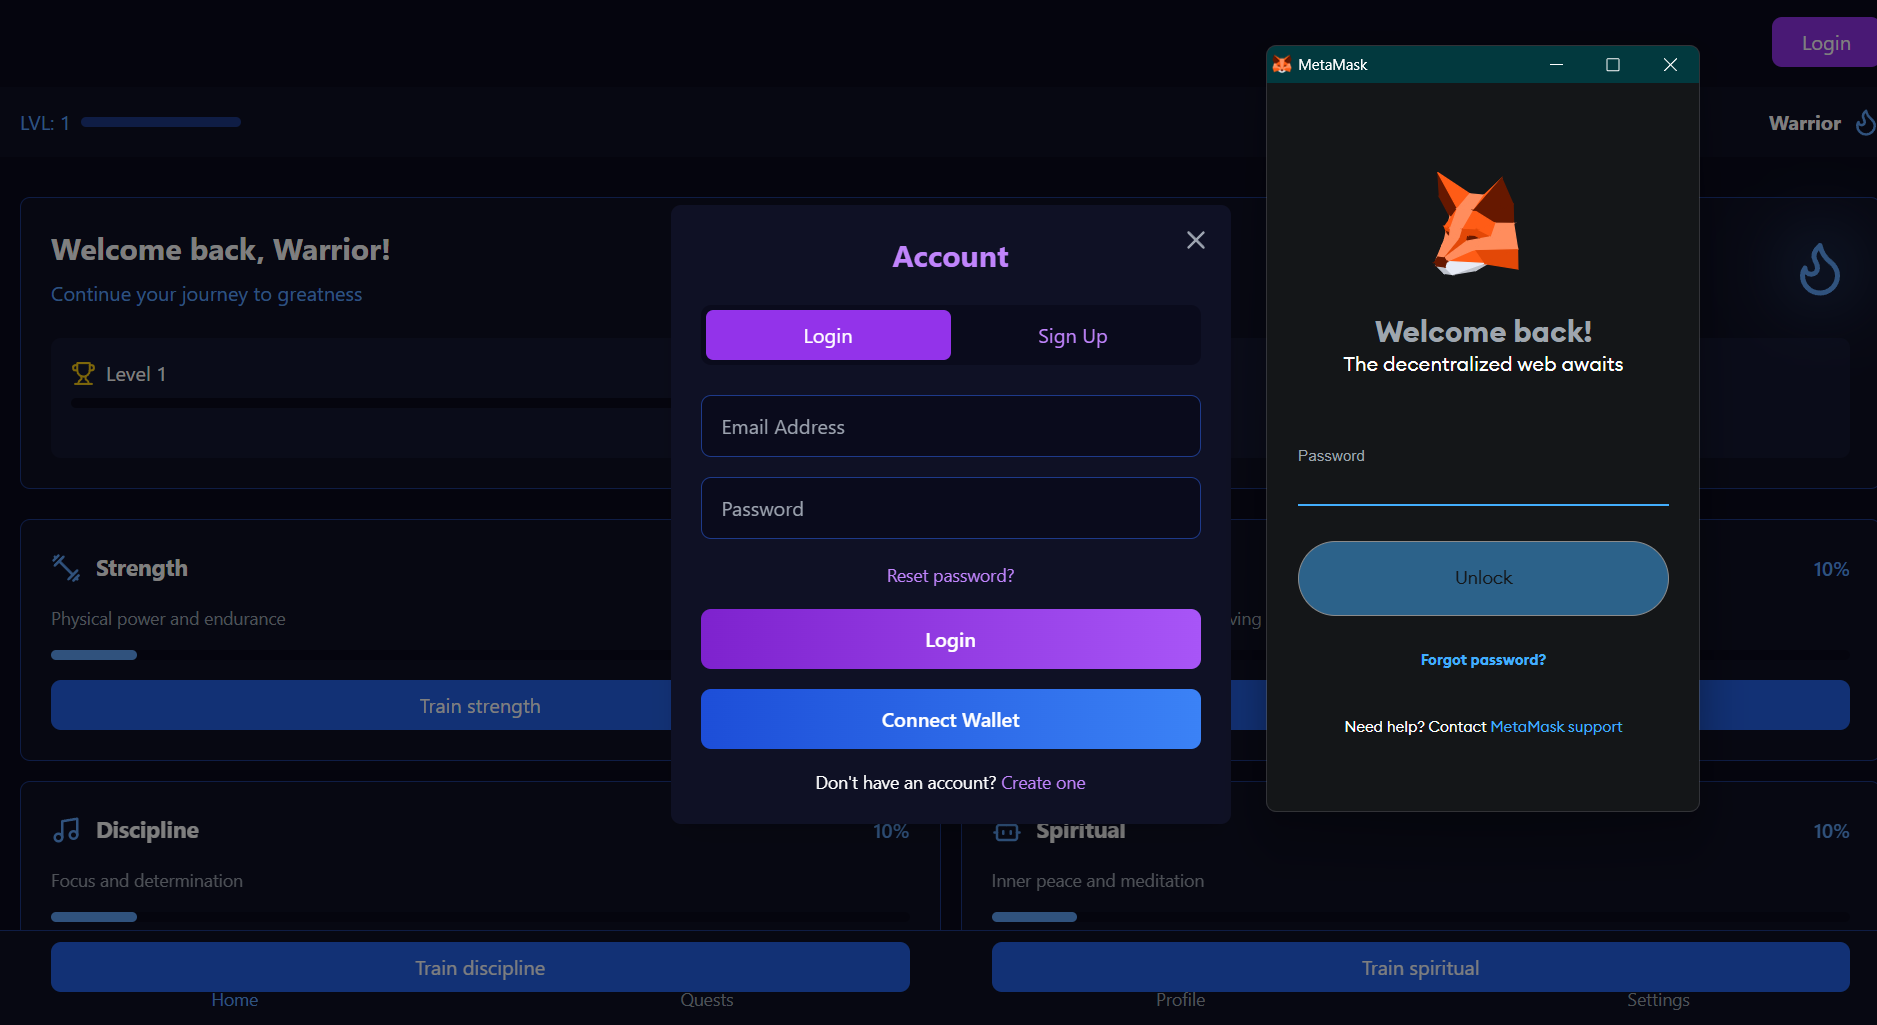 Login
LVL: 1
Warrior
Welcome back, Warrior!
Continue your journey to greatness
Level 1
Strength
Physical power and endurance
Train strength
10%
Discipline
10%
Focus and determination
Train discipline
Spiritual
10%
Inner peace and meditation
Train spiritual
Home
Quests
Profile
Settings
Account
Login
Sign Up
Email Address
Password
Reset password?
Login
Connect Wallet
Don't have an account? Create one
MetaMask
Welcome back!
The decentralized web awaits
Password
Unlock
Forgot password?
Need help? Contact MetaMask support